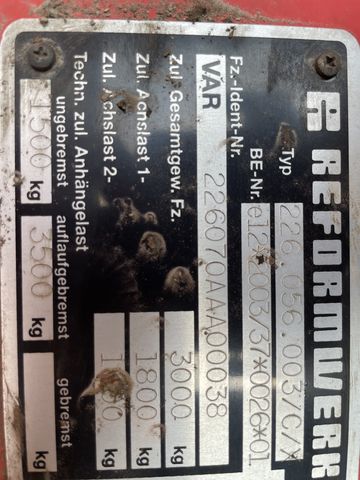 REFORMWERK
Typ 226.056.003/C/X
BE-Nr. e12*2003/37*0026*01
Fz.-Ident-Nr.
VAR 226070AAA00038
Zul. Gesamtgew. Fz. 3000 kg
Zul. Achslast 1- 1800 kg
Zul. Achslast 2- kg
Techn. zul. Anhängelast
ungebremst auflaufgebremst gebremst
1500 kg 3500 kg kg